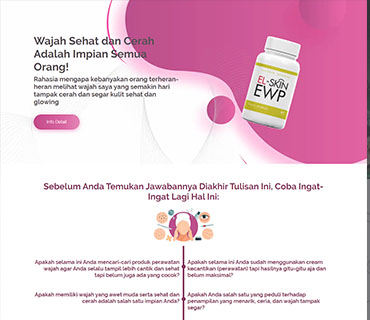 Wajah Sehat dan Cerah
Adalah Impian Semua
Orang!
Rahasia mengapa kebanyakan orang terheran-
heran melihat wajah saya yang semakin hari
tampak cerah dan segar kulit sehat dan
glowing
Info Detail
EL-SKIN
EWP
Sebelum Anda Temukan Jawabannya Diakhir Tulisan Ini, Coba Ingat-
Ingat Lagi Hal Ini:
Apakah selama ini Anda mencari-cari produk perawatan
wajah agar Anda selalu tampil lebih cantik dan sehat
tapi belum juga ada yang cocok?
Apakah selama ini Anda sudah menggunakan cream
kecantikan (perawatan) tapi hasilnya gitu-gitu aja dan
belum maksimal?
Apakah memiliki wajah yang awet muda serta sehat dan
cerah adalah salah satu impian Anda?
Apakah Anda salah satu yang peduli terhadap
penampilan yang menarik, ceria, dan wajah tampak
segar?